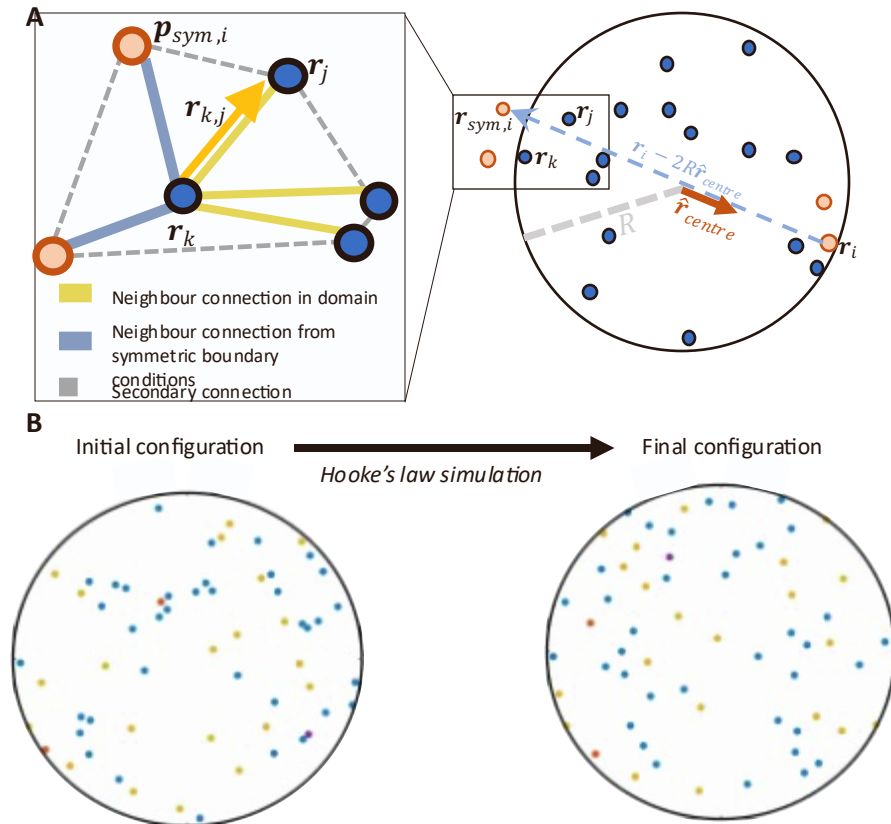 A
p_sym,i
r_j
r_k,j
r_k
Neighbour connection in domain
Neighbour connection from
symmetric boundary
conditions
Secondary connection
r_sym,i
r_j
r_k
r_i − 2Rr̂_centre
r̂_centre
R
r_i
B
Initial configuration
Final configuration
Hooke's law simulation